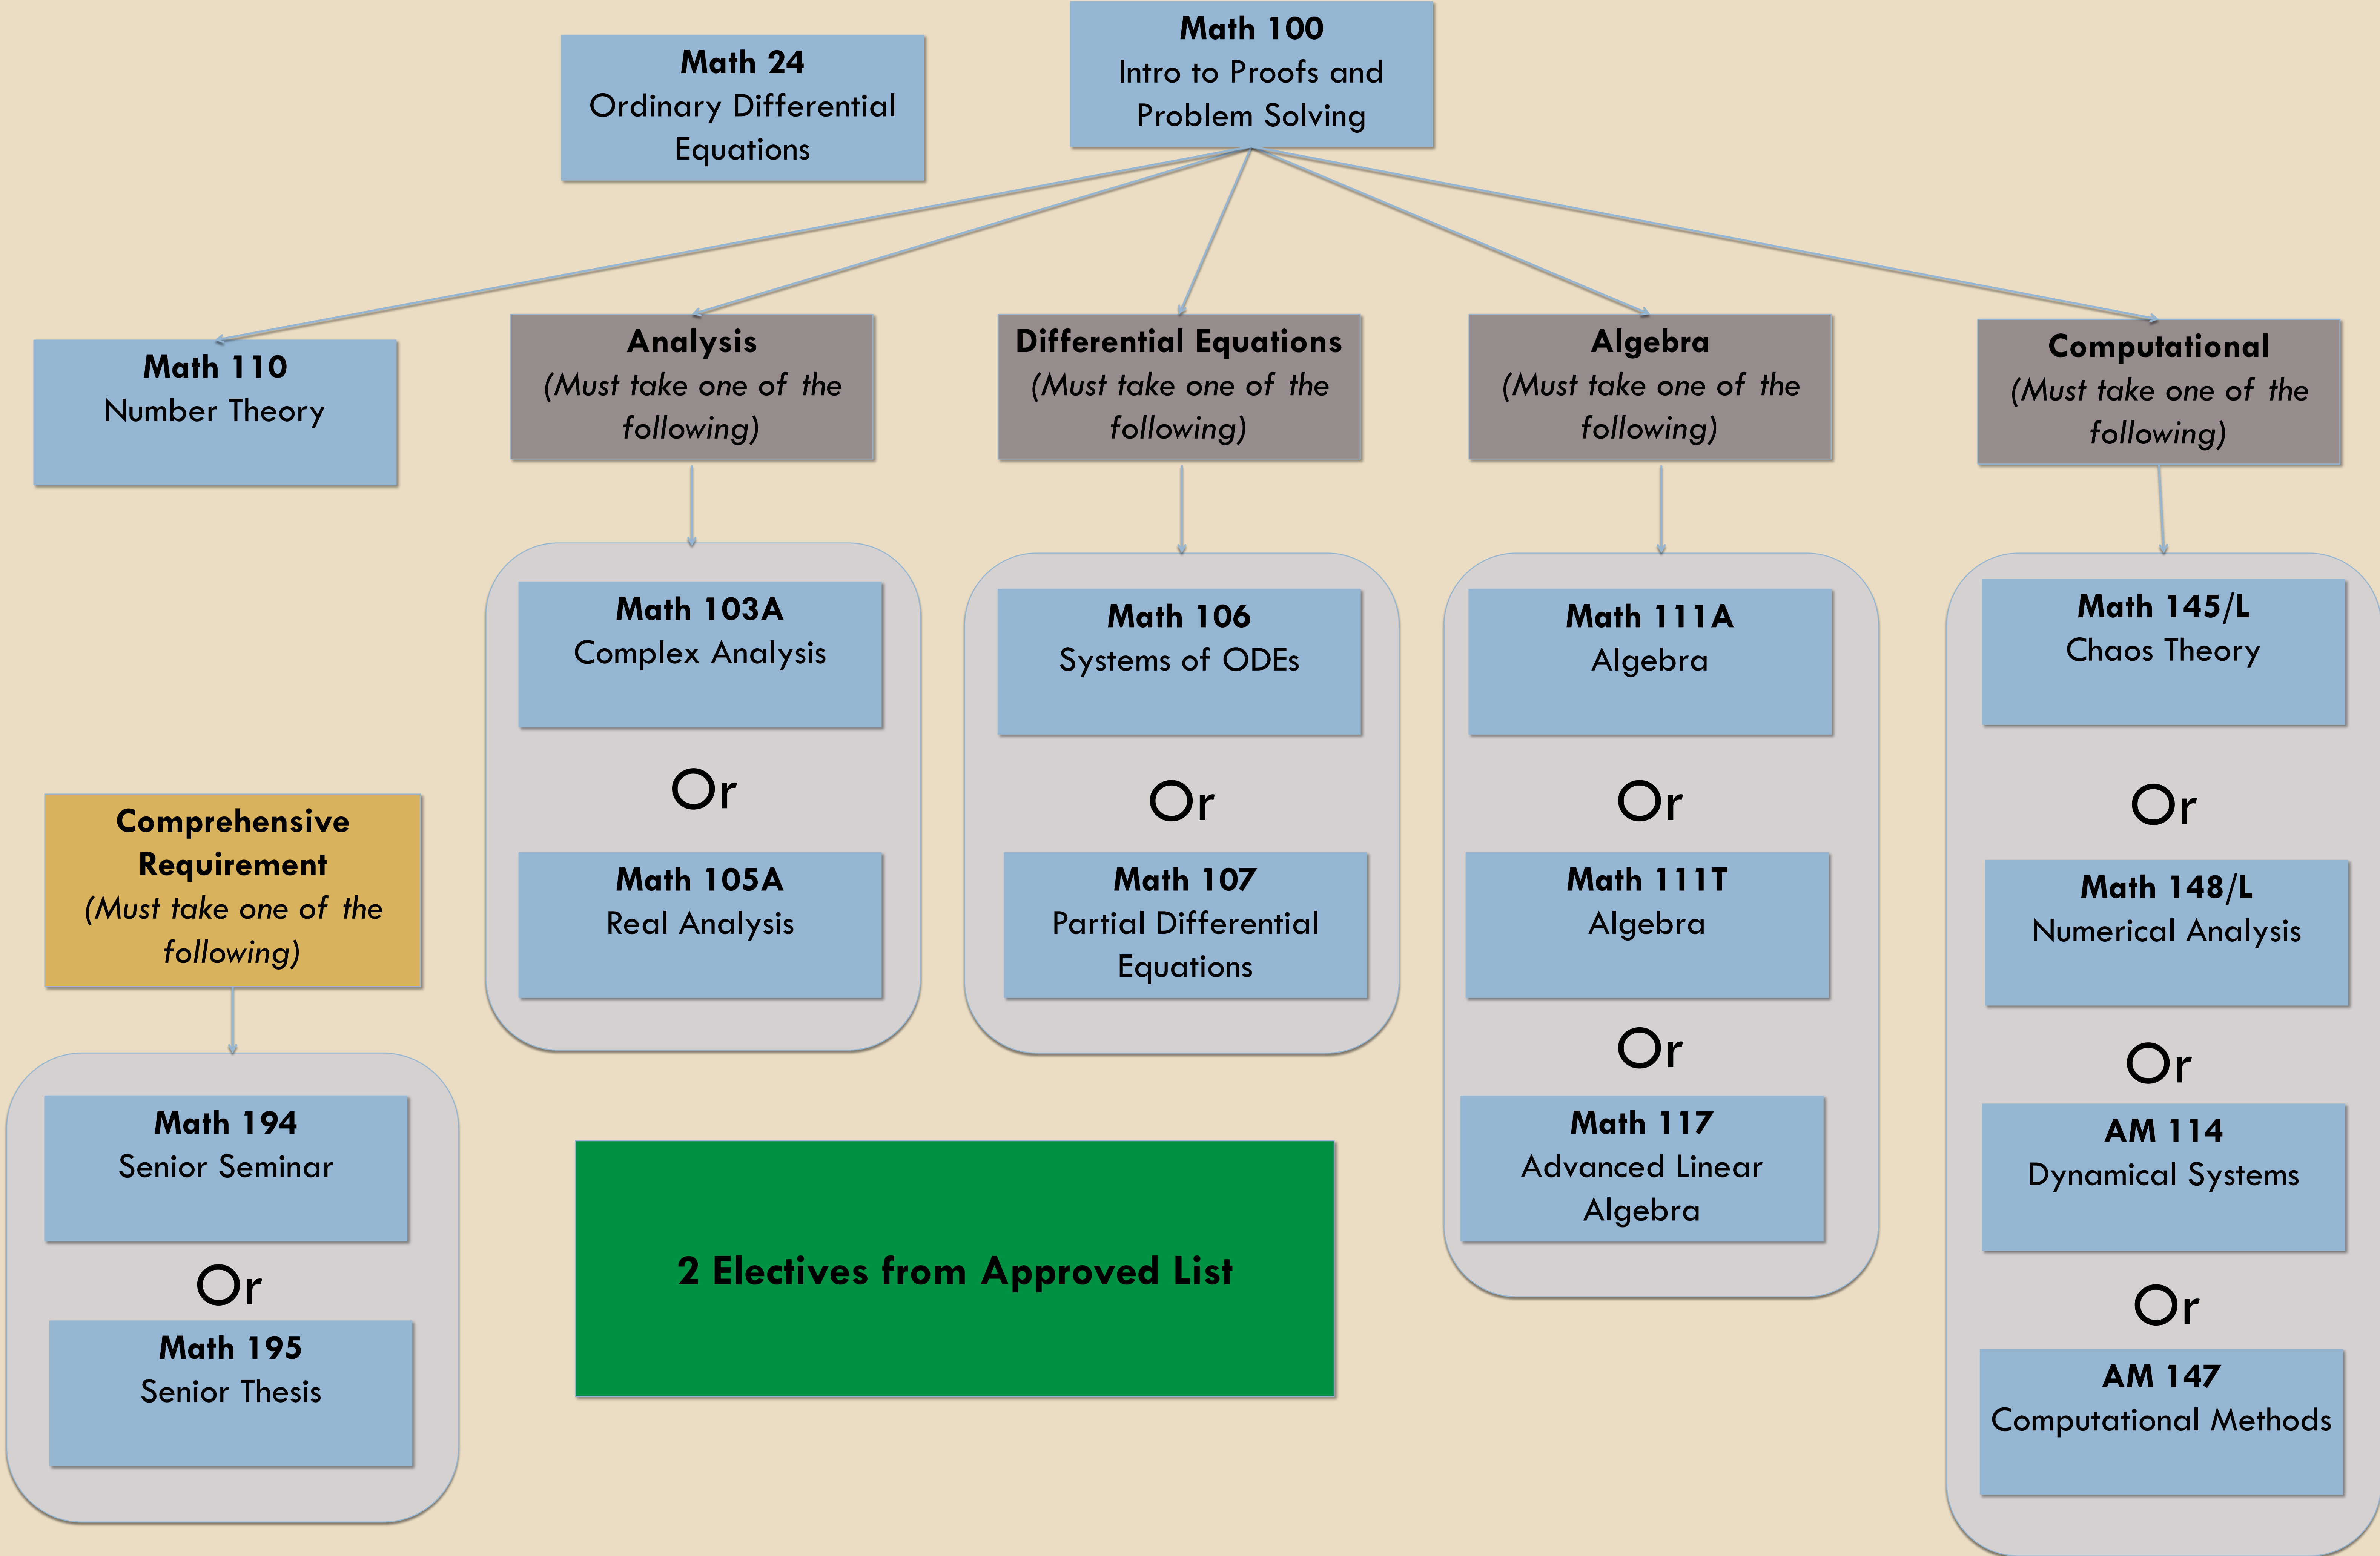 Math 24
Ordinary Differential
Equations
Math 100
Intro to Proofs and
Problem Solving
Math 110
Number Theory
Analysis
(Must take one of the
following)
Differential Equations
(Must take one of the
following)
Algebra
(Must take one of the
following)
Computational
(Must take one of the
following)
Math 103A
Complex Analysis
Or
Math 105A
Real Analysis
Math 106
Systems of ODEs
Or
Math 107
Partial Differential
Equations
Math 111A
Algebra
Or
Math 111T
Algebra
Or
Math 117
Advanced Linear
Algebra
Math 145/L
Chaos Theory
Or
Math 148/L
Numerical Analysis
Or
AM 114
Dynamical Systems
Or
AM 147
Computational Methods
Comprehensive
Requirement
(Must take one of the
following)
Math 194
Senior Seminar
Or
Math 195
Senior Thesis
2 Electives from Approved List